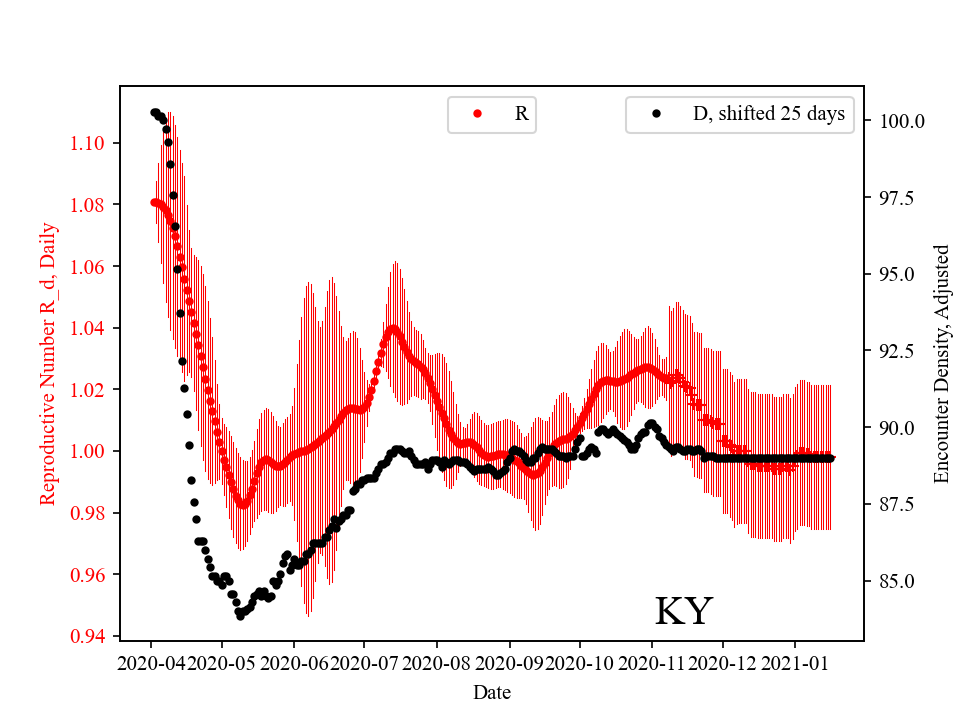 R
D, shifted 25 days
Reproductive Number R_d, Daily
1.10
1.08
1.06
1.04
1.02
1.00
0.98
0.96
0.94
100.0
97.5
95.0
92.5
90.0
87.5
85.0
Encounter Density, Adjusted
KY
2020-04 2020-05 2020-06 2020-07 2020-08 2020-09 2020-10 2020-11 2020-12 2021-01
Date